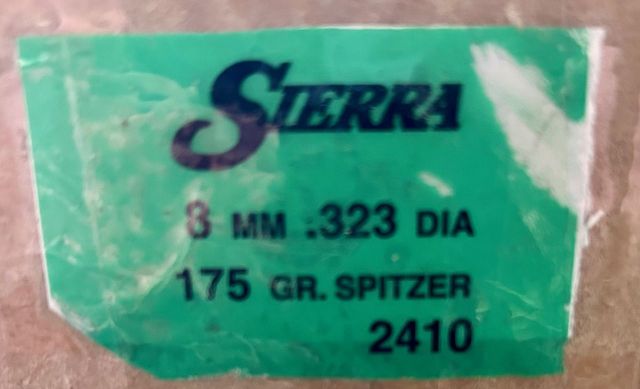 SIERRA
8 MM .323 DIA
175 GR. SPITZER
2410